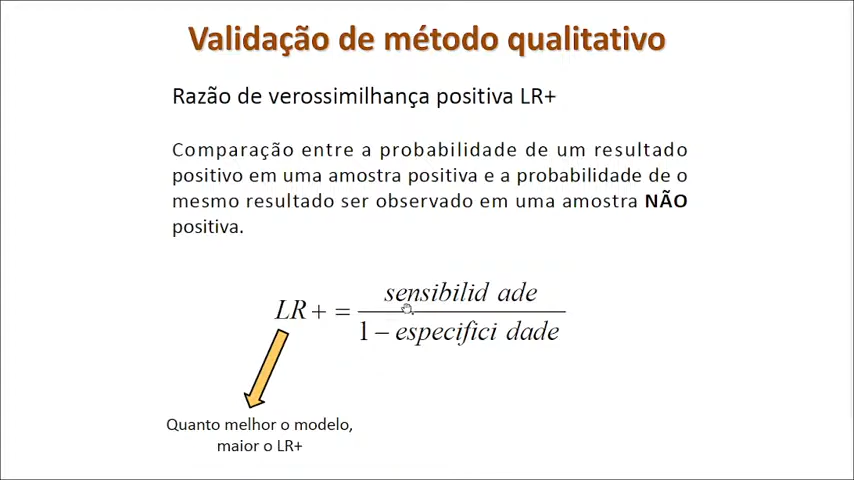 Validação de método qualitativo
Razão de verossimilhança positiva LR+
Comparação entre a probabilidade de um resultado
positivo em uma amostra positiva e a probabilidade de o
mesmo resultado ser observado em uma amostra NÃO
positiva.
LR + = sensibilid ade / 1 − especifici dade
Quanto melhor o modelo,
maior o LR+